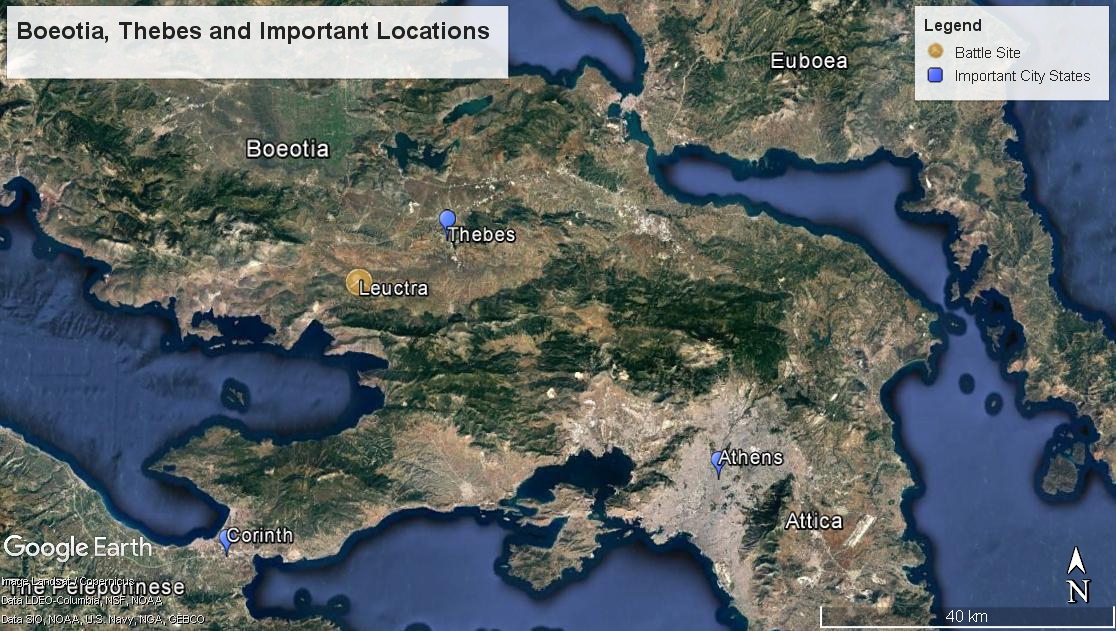 Boeotia, Thebes and Important Locations
Legend
Battle Site
Important City States
Euboea
Boeotia
Thebes
Leuctra
Athens
Attica
Corinth
Google Earth
Image Landsat / Copernicus
The Peleponnese
Data LDEO-Columbia, NSF, NOAA
Data SIO, NOAA, U.S. Navy, NGA, GEBCO
N
40 km